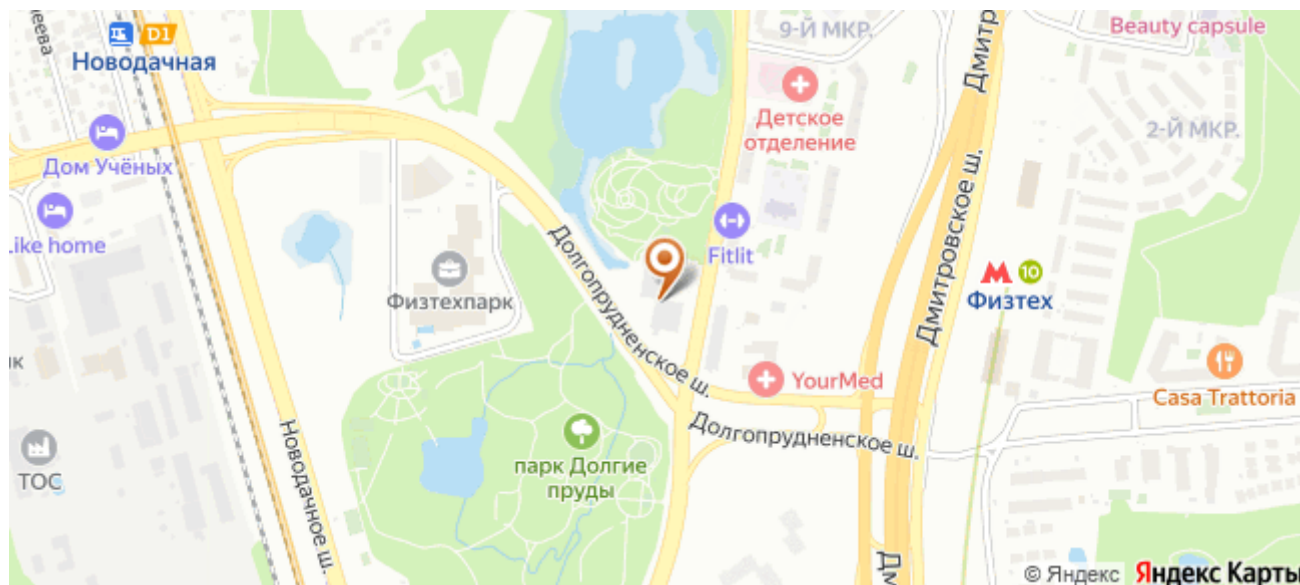 D1
Новодачная
9-Й МКР.
Дмитр
Beauty capsule
Детское
отделение
2-Й МКР.
Дом Учёных
Like home
Fitlit
Долгопрудненское ш.
Дмитровское ш.
Физтехпарк
М 10
Физтех
YourMed
Casa Trattoria
Долгопрудненское ш.
Новодачное ш.
парк Долгие
пруды
ТОС
© Яндекс Яндекс Карты